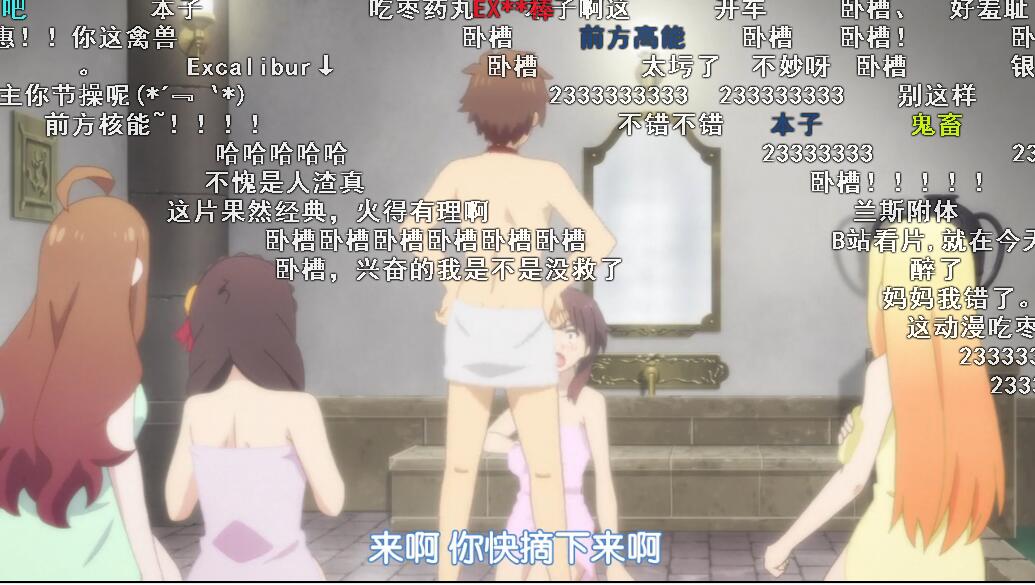 吧 本子 吃枣药丸 EX**棒 开车 卧槽、 好羞耻
惠！！你这禽兽 卧槽 前方高能 卧槽 卧槽！ 卧
。 Excalibur↓ 卧槽 太圬了 不妙呀 卧槽 银
主你节操呢(*´﹃｀*) 2333333333 233333333 别这样
前方核能~！！！！ 不错不错 本子 鬼畜
哈哈哈哈哈 23333333 23
不愧是人渣真 卧槽！！！！！
这片果然经典，火得有理啊 兰斯附体
卧槽卧槽卧槽卧槽卧槽卧槽 B站看片,就在今天
卧槽，兴奋的我是不是没救了 醉了
妈妈我错了。
这动漫吃枣
233333
2333
来啊 你快摘下来啊